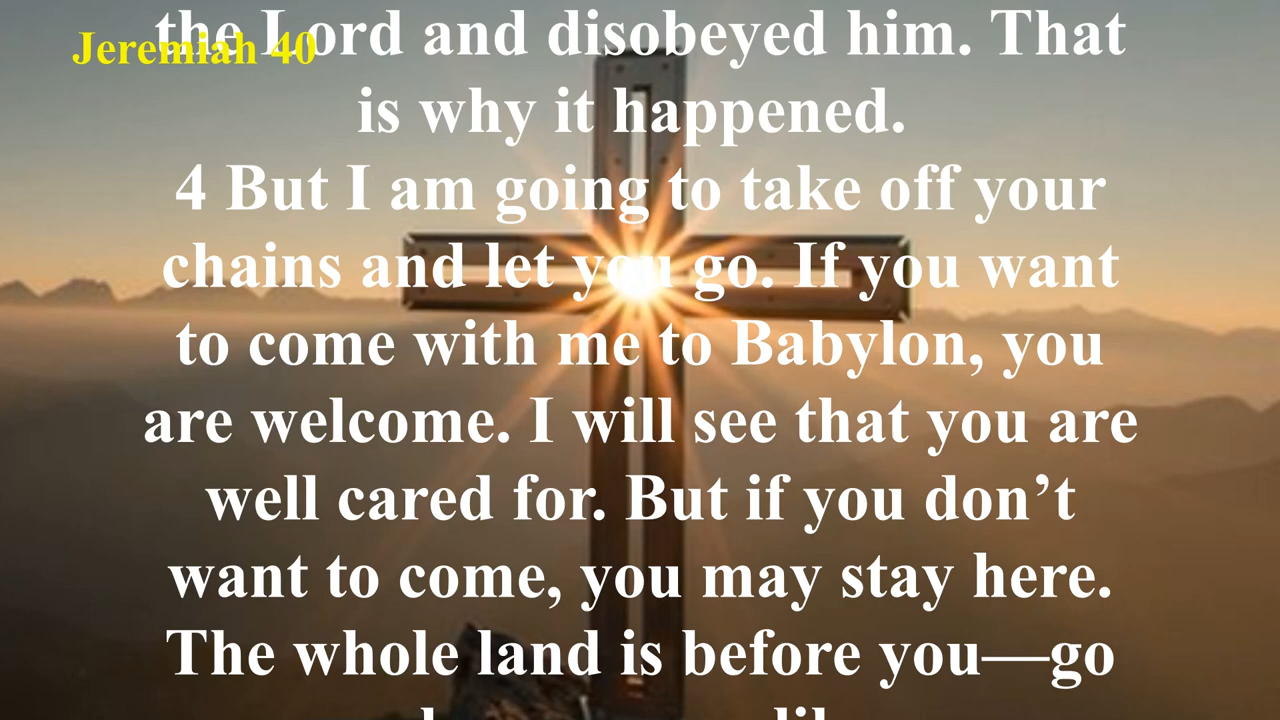 Jeremiah 40
the Lord and disobeyed him. That
is why it happened.
4 But I am going to take off your
chains and let you go. If you want
to come with me to Babylon, you
are welcome. I will see that you are
well cared for. But if you don’t
want to come, you may stay here.
The whole land is before you—go